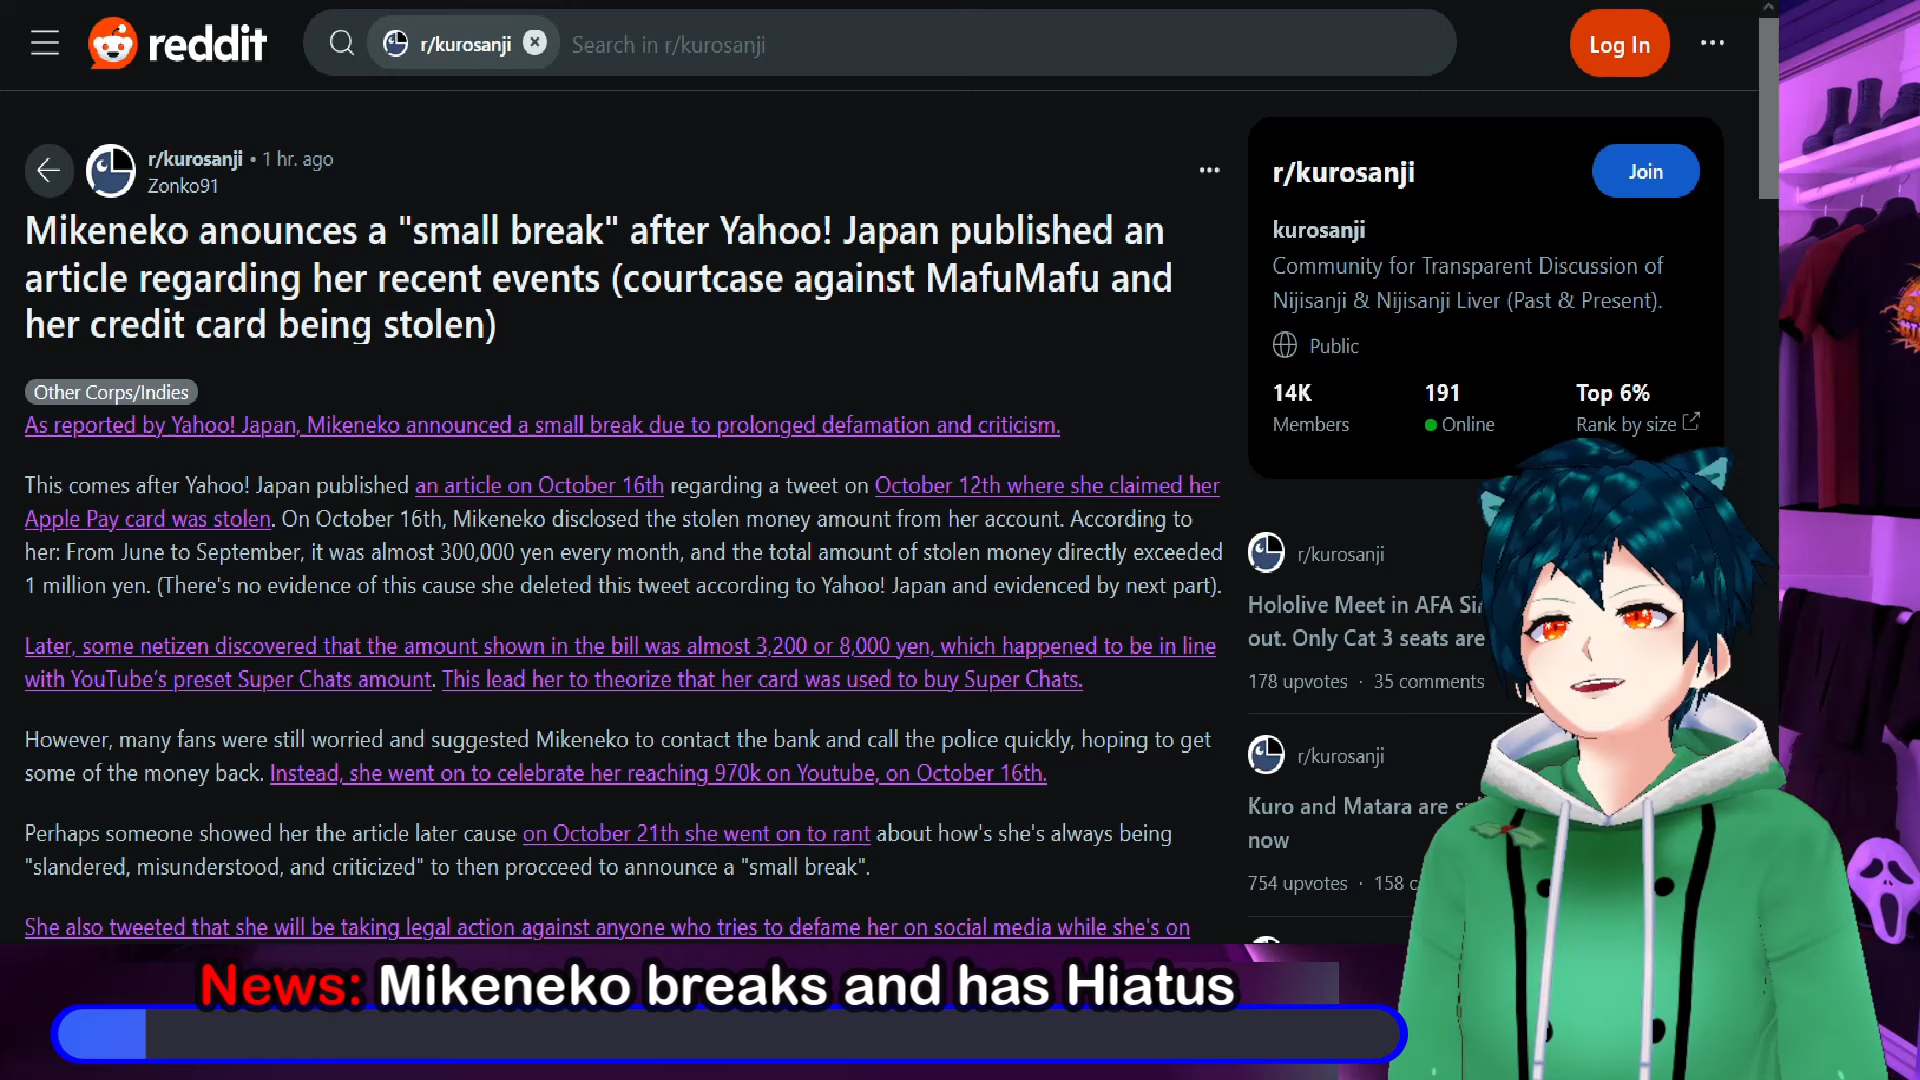 reddit
r/kurosanji
Search in r/kurosanji
Log In
r/kurosanji • 1 hr. ago
Zonko91
Mikeneko anounces a "small break" after Yahoo! Japan published an
article regarding her recent events (courtcase against MafuMafu and
her credit card being stolen)
Other Corps/Indies
As reported by Yahoo! Japan, Mikeneko announced a small break due to prolonged defamation and criticism.
This comes after Yahoo! Japan published an article on October 16th regarding a tweet on October 12th where she claimed her
Apple Pay card was stolen. On October 16th, Mikeneko disclosed the stolen money amount from her account. According to
her: From June to September, it was almost 300,000 yen every month, and the total amount of stolen money directly exceeded
1 million yen. (There's no evidence of this cause she deleted this tweet according to Yahoo! Japan and evidenced by next part).
Later, some netizen discovered that the amount shown in the bill was almost 3,200 or 8,000 yen, which happened to be in line
with YouTube's preset Super Chats amount. This lead her to theorize that her card was used to buy Super Chats.
However, many fans were still worried and suggested Mikeneko to contact the bank and call the police quickly, hoping to get
some of the money back. Instead, she went on to celebrate her reaching 970k on Youtube, on October 16th.
Perhaps someone showed her the article later cause on October 21th she went on to rant about how's she's always being
"slandered, misunderstood, and criticized" to then procceed to announce a "small break".
She also tweeted that she will be taking legal action against anyone who tries to defame her on social media while she's on
r/kurosanji
Join
kurosanji
Community for Transparent Discussion of
Nijisanji & Nijisanji Liver (Past & Present).
Public
14K
191
Top 6%
Members
Online
Rank by size
r/kurosanji
Hololive Meet in AFA
out. Only Cat 3 seats are
178 upvotes · 35 comments
r/kurosanji
Kuro and Matara are
now
754 upvotes · 158
News: Mikeneko breaks and has Hiatus